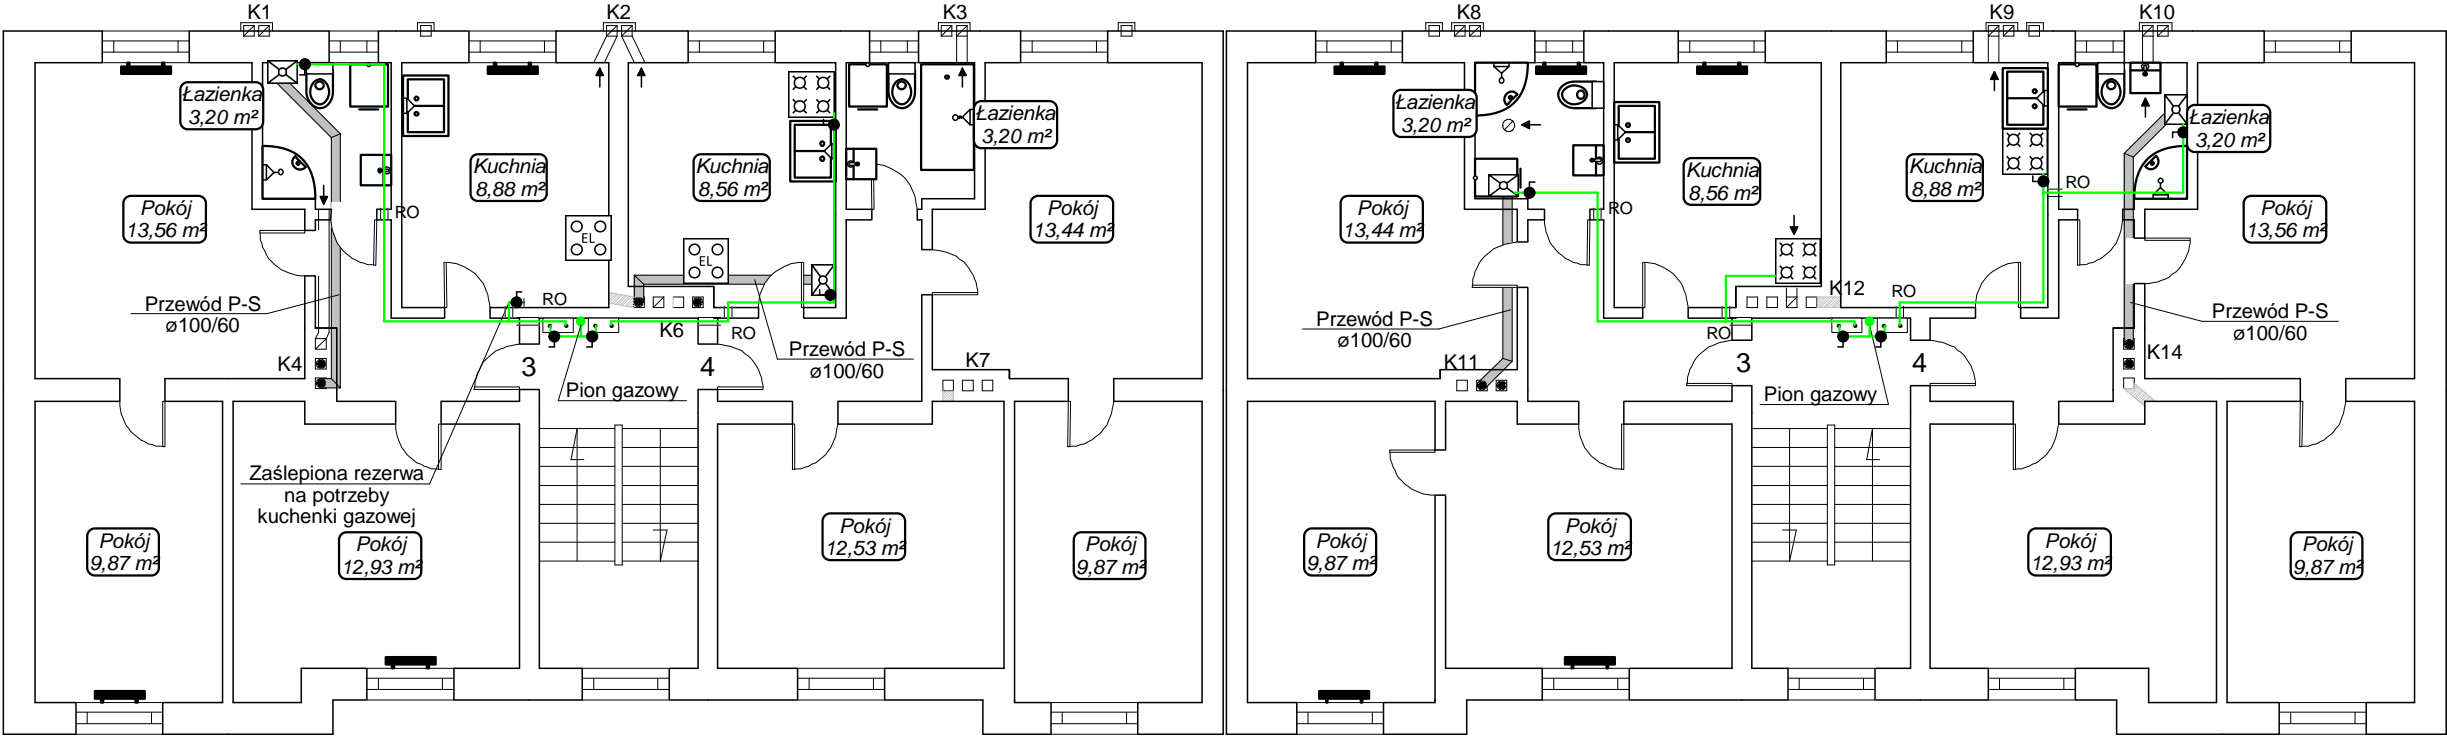 K1
K2
K3
K8
K9
K10
Łazienka
3,20 m²
Kuchnia
8,88 m²
Kuchnia
8,56 m²
Łazienka
3,20 m²
Łazienka
3,20 m²
Kuchnia
8,56 m²
Kuchnia
8,88 m²
Łazienka
3,20 m²
Pokój
13,56 m²
RO
EL
EL
Pokój
13,44 m²
Pokój
13,44 m²
RO
RO
Pokój
13,56 m²
Przewód P-S
ø100/60
RO
K6
RO
Przewód P-S
ø100/60
K4
3
4
K7
Pion gazowy
Przewód P-S
ø100/60
K11
RO
K12
RO
3
4
K14
Pion gazowy
Przewód P-S
ø100/60
Zaślepiona rezerwa
na potrzeby
kuchenki gazowej
Pokój
9,87 m²
Pokój
12,93 m²
Pokój
12,53 m²
Pokój
9,87 m²
Pokój
9,87 m²
Pokój
12,53 m²
Pokój
12,93 m²
Pokój
9,87 m²